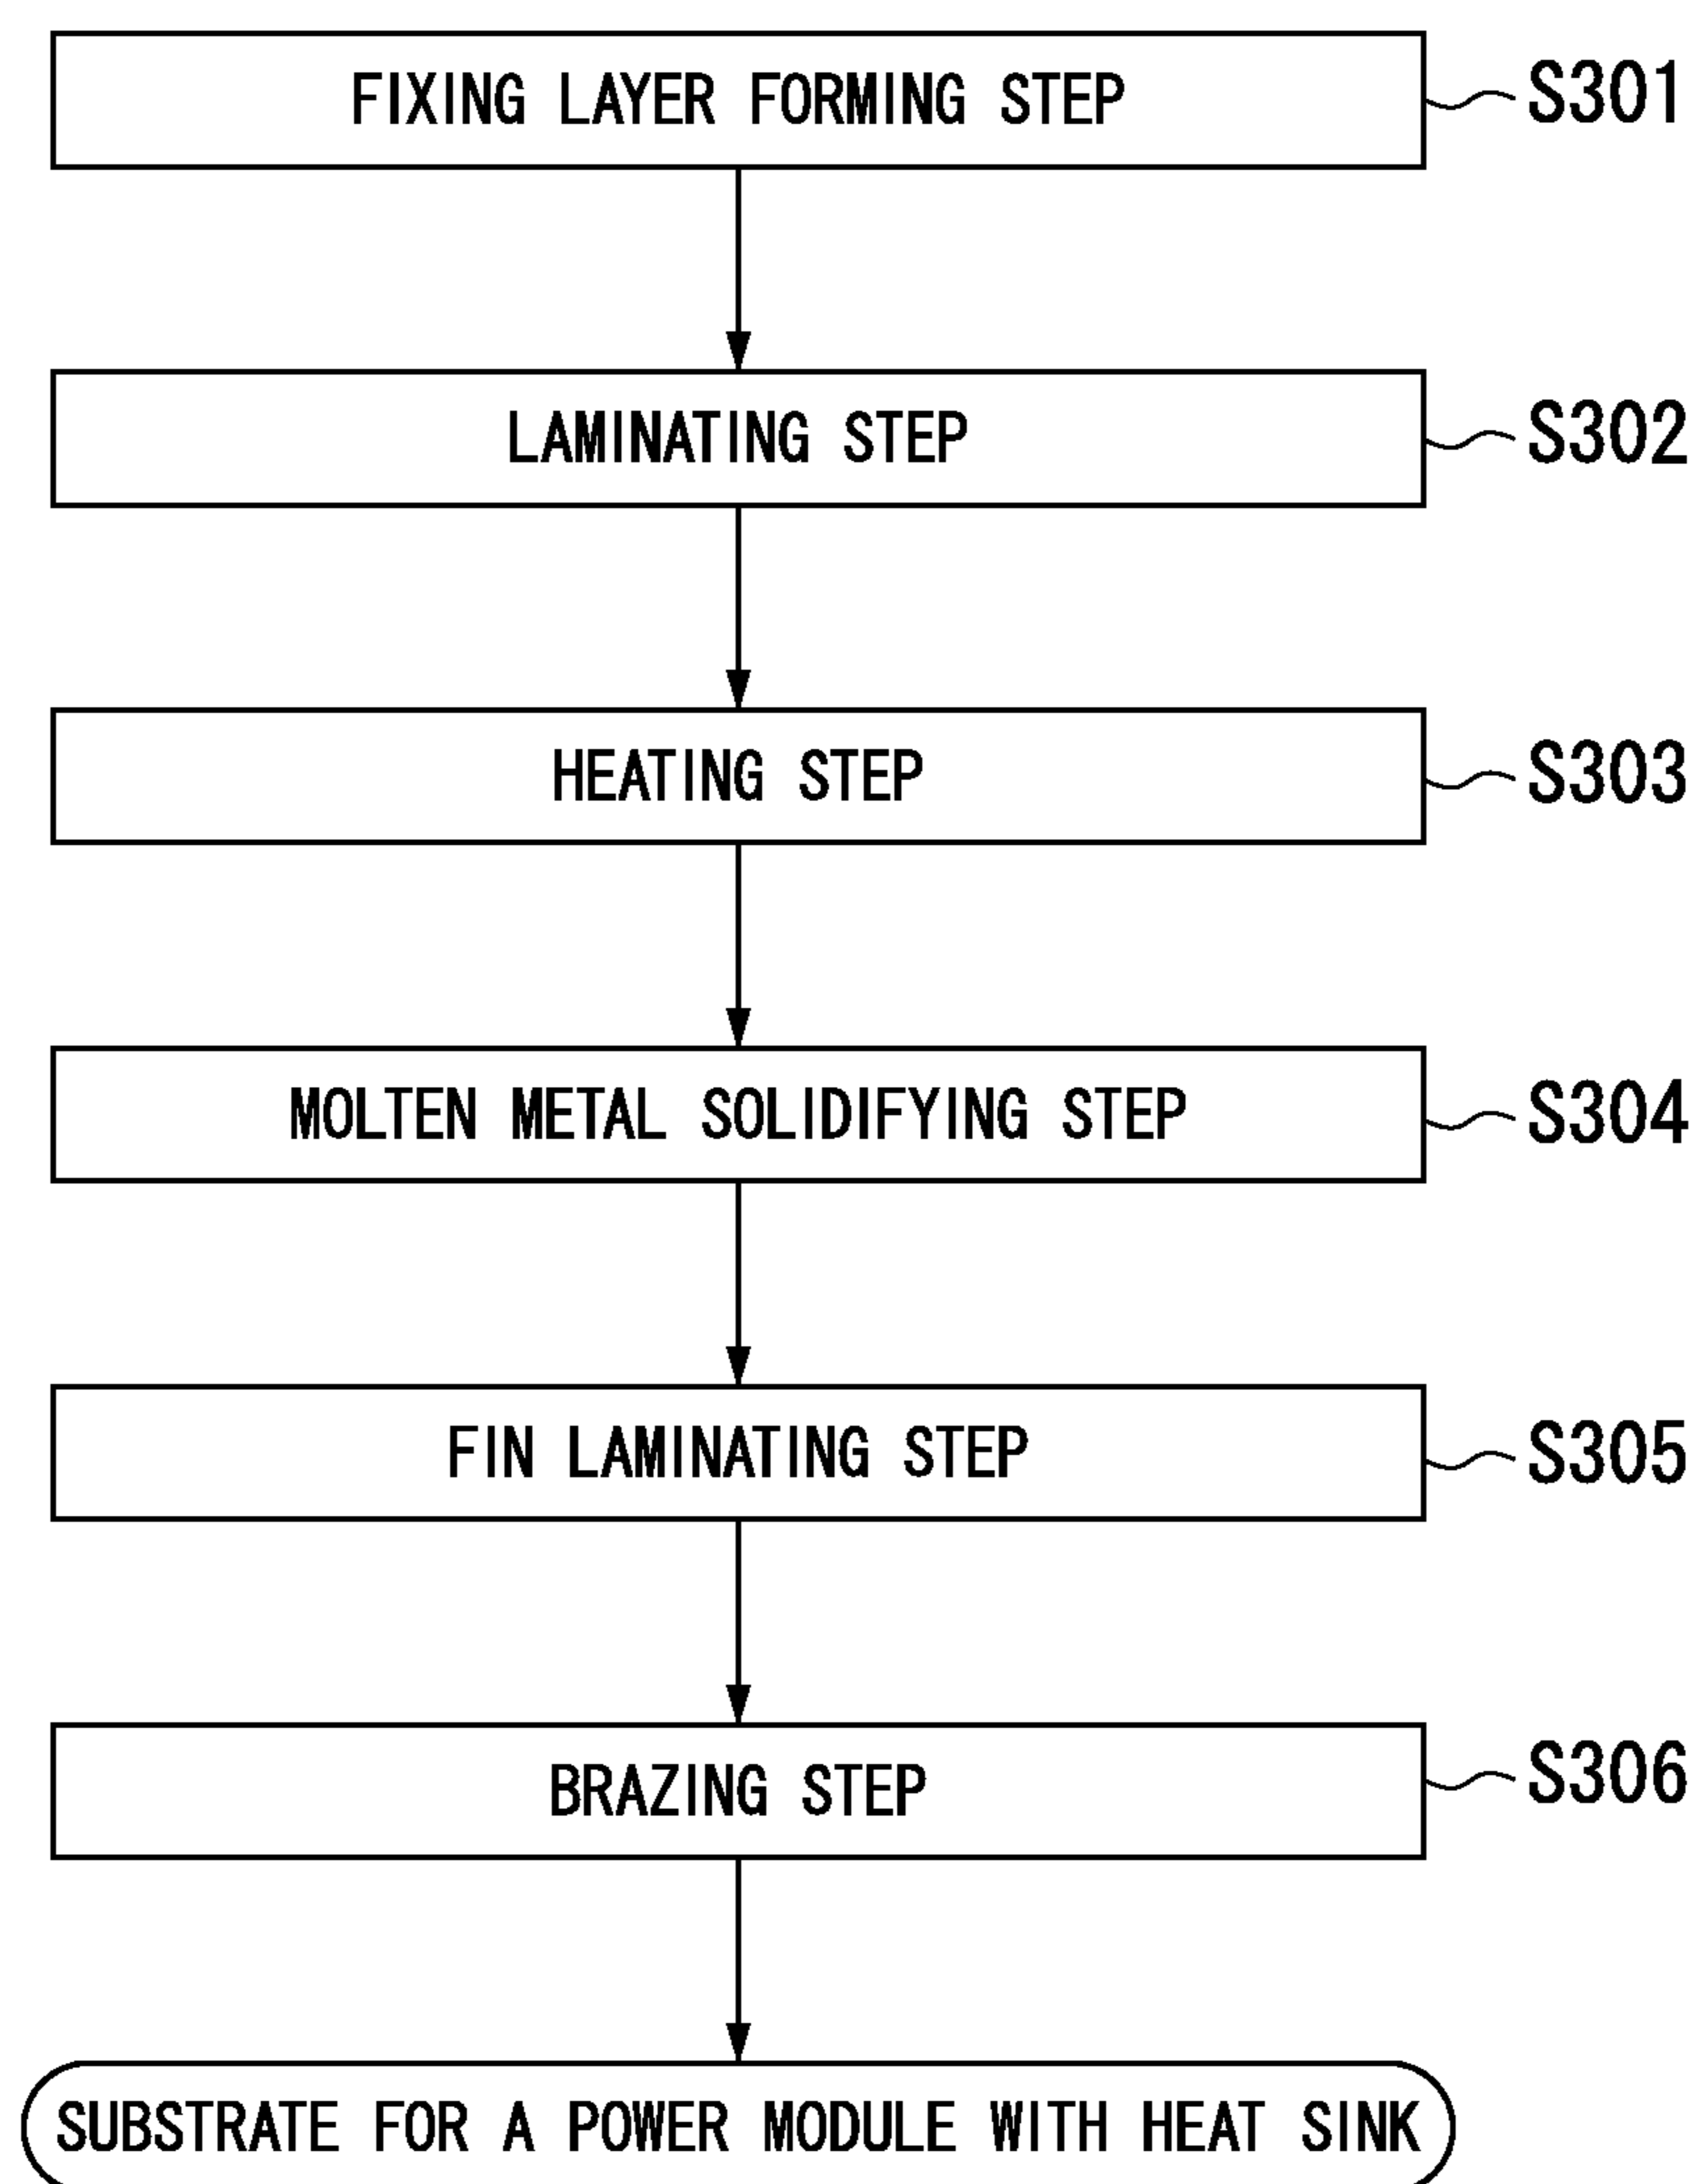 FIXING LAYER FORMING STEP S301
LAMINATING STEP S302
HEATING STEP S303
MOLTEN METAL SOLIDIFYING STEP S304
FIN LAMINATING STEP S305
BRAZING STEP S306
SUBSTRATE FOR A POWER MODULE WITH HEAT SINK